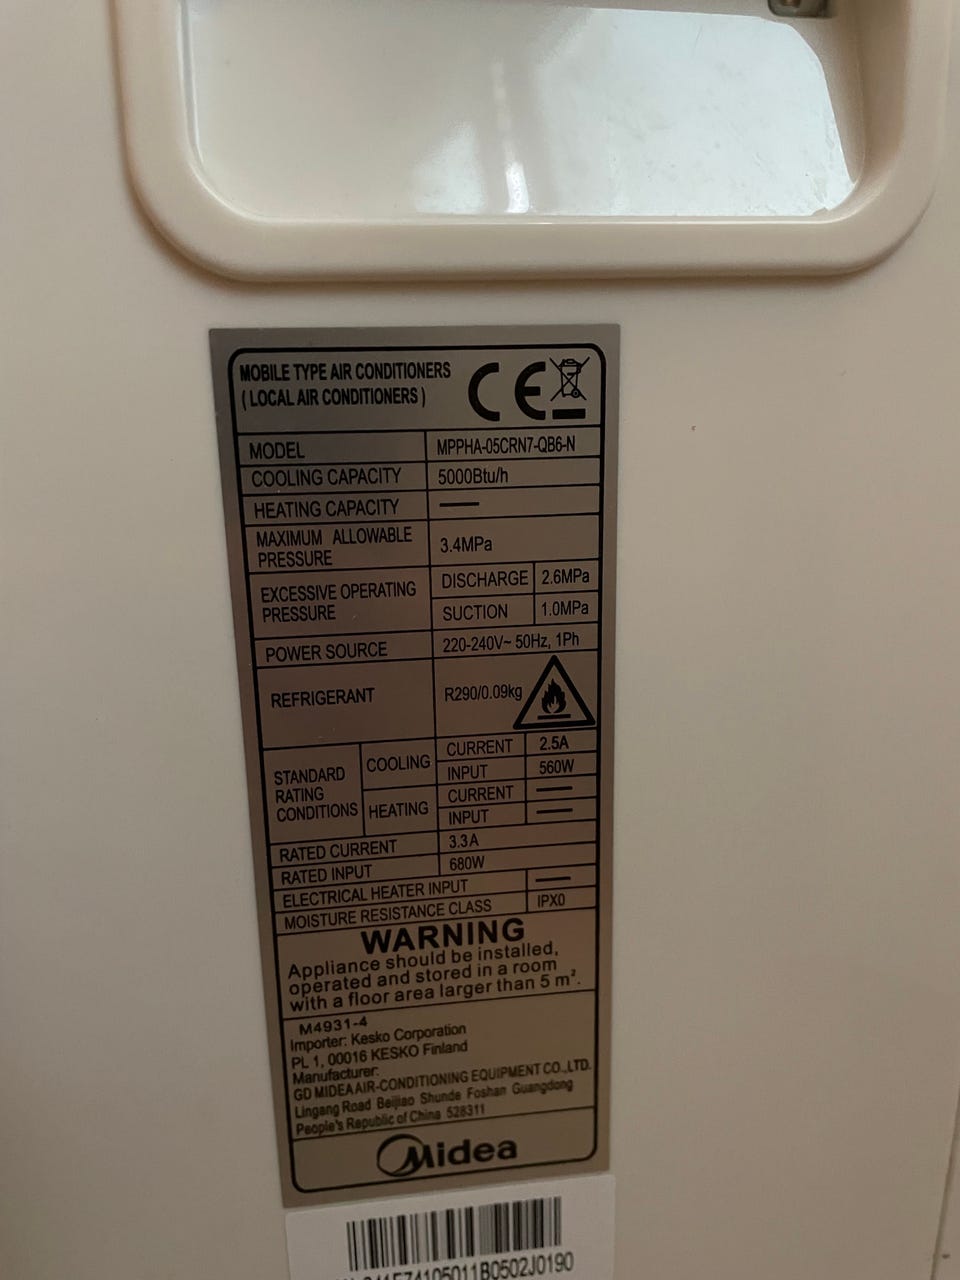 MOBILE TYPE AIR CONDITIONERS
( LOCAL AIR CONDITIONERS )
CE
MODEL MPPHA-05CRN7-QB6-N
COOLING CAPACITY 5000Btu/h
HEATING CAPACITY —
MAXIMUM ALLOWABLE
PRESSURE 3.4MPa
EXCESSIVE OPERATING
PRESSURE
DISCHARGE 2.6MPa
SUCTION 1.0MPa
POWER SOURCE 220-240V~ 50Hz, 1Ph
REFRIGERANT R290/0.09kg
STANDARD
RATING
CONDITIONS
COOLING
CURRENT 2.5A
INPUT 560W
HEATING
CURRENT —
INPUT —
RATED CURRENT 3.3A
RATED INPUT 680W
ELECTRICAL HEATER INPUT —
MOISTURE RESISTANCE CLASS IPX0
WARNING
Appliance should be installed,
operated and stored in a room
with a floor area larger than 5 m².
M4931-4
Importer: Kesko Corporation
PL 1, 00016 KESKO Finland
Manufacturer:
GD MIDEA AIR-CONDITIONING EQUIPMENT CO.,LTD.
Lingang Road Beijiao Shunde Foshan Guangdong
People's Republic of China 528311
Midea